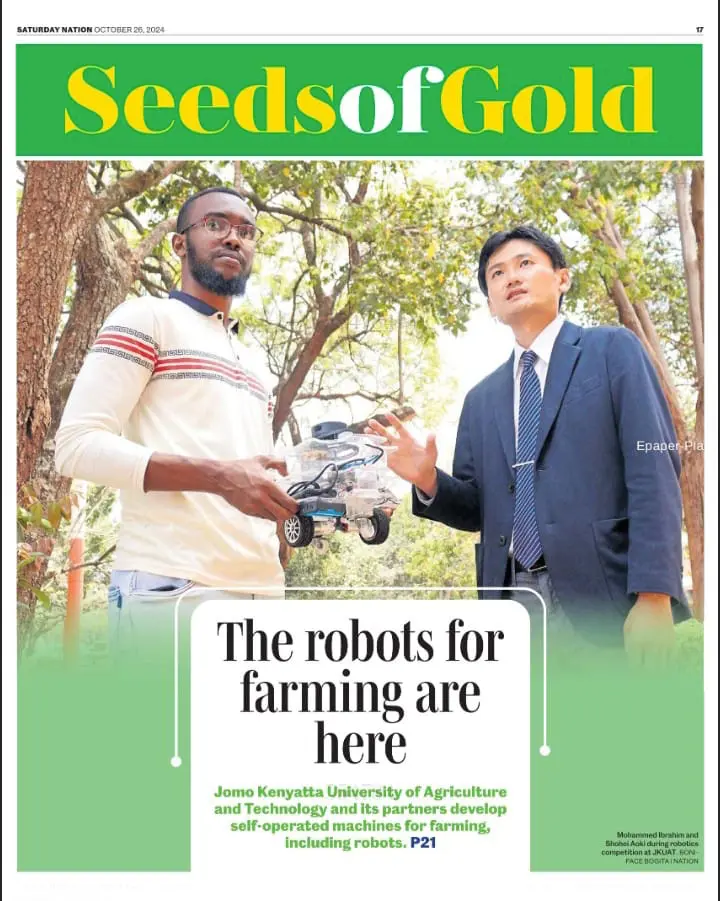 SATURDAY NATION OCTOBER 26, 2024
17
SeedsofGold
Epaper-Pla
The robots for
farming are
here
Jomo Kenyatta University of Agriculture
and Technology and its partners develop
self-operated machines for farming,
including robots. P21
Mohammed Ibrahim and
Shohei Aoki during robotics
competition at JKUAT. BONI-
FACE BOGITA | NATION